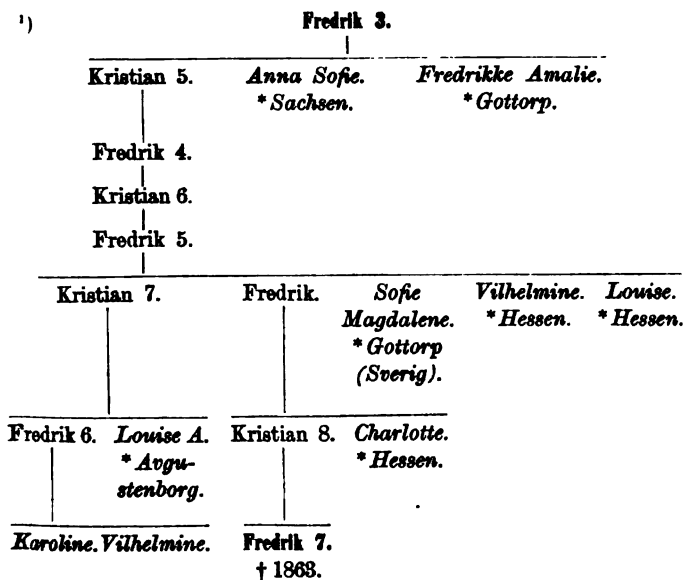 ¹) Fredrik 3.
Kristian 5. Anna Sofie. Fredrikke Amalie.
* Sachsen. * Gottorp.
Fredrik 4.
Kristian 6.
Fredrik 5.
Kristian 7. Fredrik. Sofie Vilhelmine. Louise.
Magdalene. * Hessen. * Hessen.
* Gottorp
(Sverig).
Fredrik 6. Louise A. Kristian 8. Charlotte.
* Avgu- * Hessen.
stenborg.
Karoline. Vilhelmine. Fredrik 7.
† 1863.